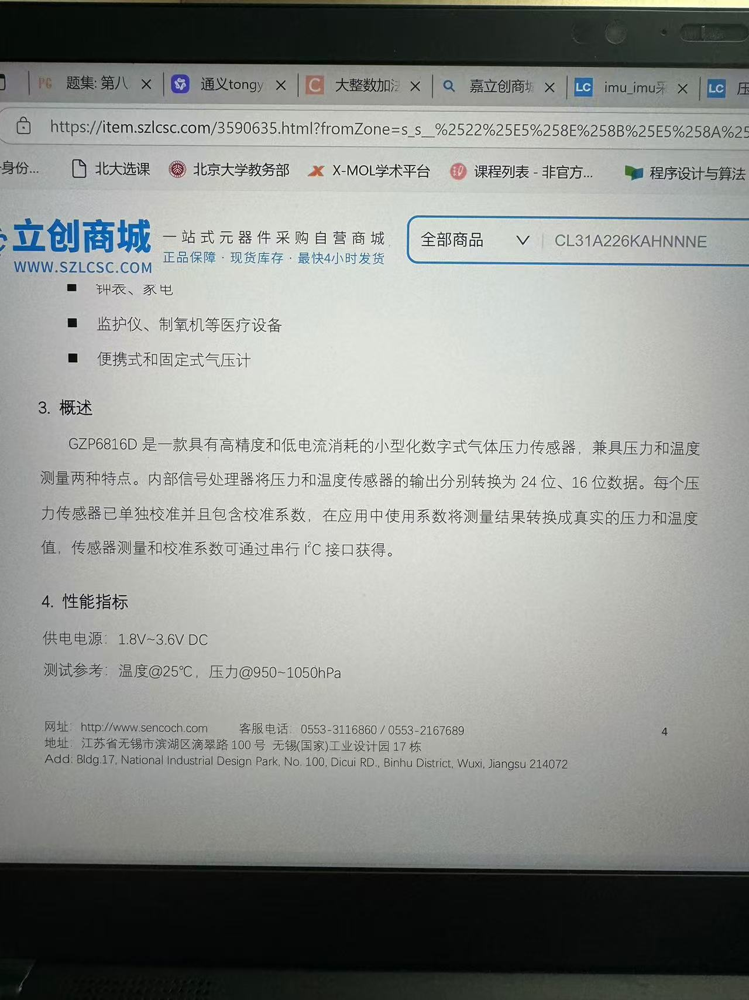 题集: 第八
通义tongy
大整数加法
嘉立创商城
imu_imu采
压
https://item.szlcsc.com/3590635.html?fromZone=s_s__%2522%25E5%258E%258B%25E5%258A%25
身份...
北大选课
北京大学教务部
X-MOL学术平台
课程列表 - 非官方...
程序设计与算法
立创商城
WWW.SZLCSC.COM
一站式元器件采购自营商城
正品保障 · 现货库存 · 最快4小时发货
全部商品
CL31A226KAHNNNE
■ 钟表、家电
■ 监护仪、制氧机等医疗设备
■ 便携式和固定式气压计
3. 概述
GZP6816D 是一款具有高精度和低电流消耗的小型化数字式气体压力传感器，兼具压力和温度
测量两种特点。内部信号处理器将压力和温度传感器的输出分别转换为 24 位、16 位数据。每个压
力传感器已单独校准并且包含校准系数，在应用中使用系数将测量结果转换成真实的压力和温度
值，传感器测量和校准系数可通过串行 I²C 接口获得。
4. 性能指标
供电电源：1.8V~3.6V DC
测试参考：温度@25℃，压力@950~1050hPa
网址：http://www.sencoch.com 客服电话：0553-3116860 / 0553-2167689
4
地址：江苏省无锡市滨湖区滴翠路 100 号 无锡(国家)工业设计园 17 栋
Add: Bldg.17, National Industrial Design Park, No. 100, Dicui RD., Binhu District, Wuxi, Jiangsu 214072